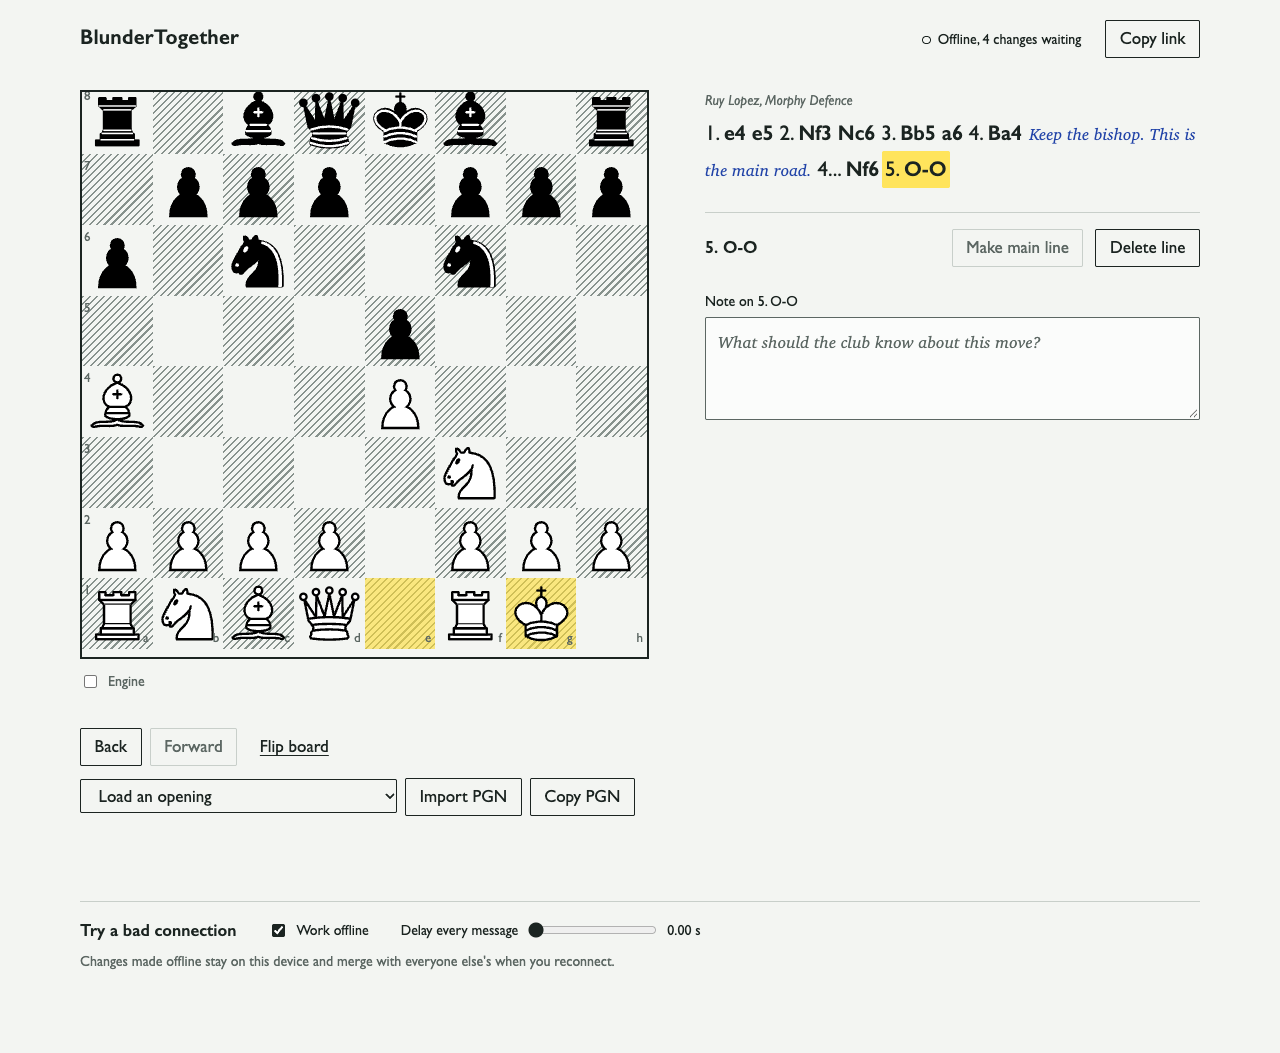 BlunderTogether
Offline, 4 changes waiting
Copy link
8
7
6
5
4
3
2
1
a b c d e f g h
Engine
Back Forward Flip board
Load an opening Import PGN Copy PGN
Ruy Lopez, Morphy Defence
1. e4 e5 2. Nf3 Nc6 3. Bb5 a6 4. Ba4 Keep the bishop. This is
the main road. 4... Nf6 5. O-O
5. O-O Make main line Delete line
Note on 5. O-O
What should the club know about this move?
Try a bad connection Work offline Delay every message 0.00 s
Changes made offline stay on this device and merge with everyone else's when you reconnect.